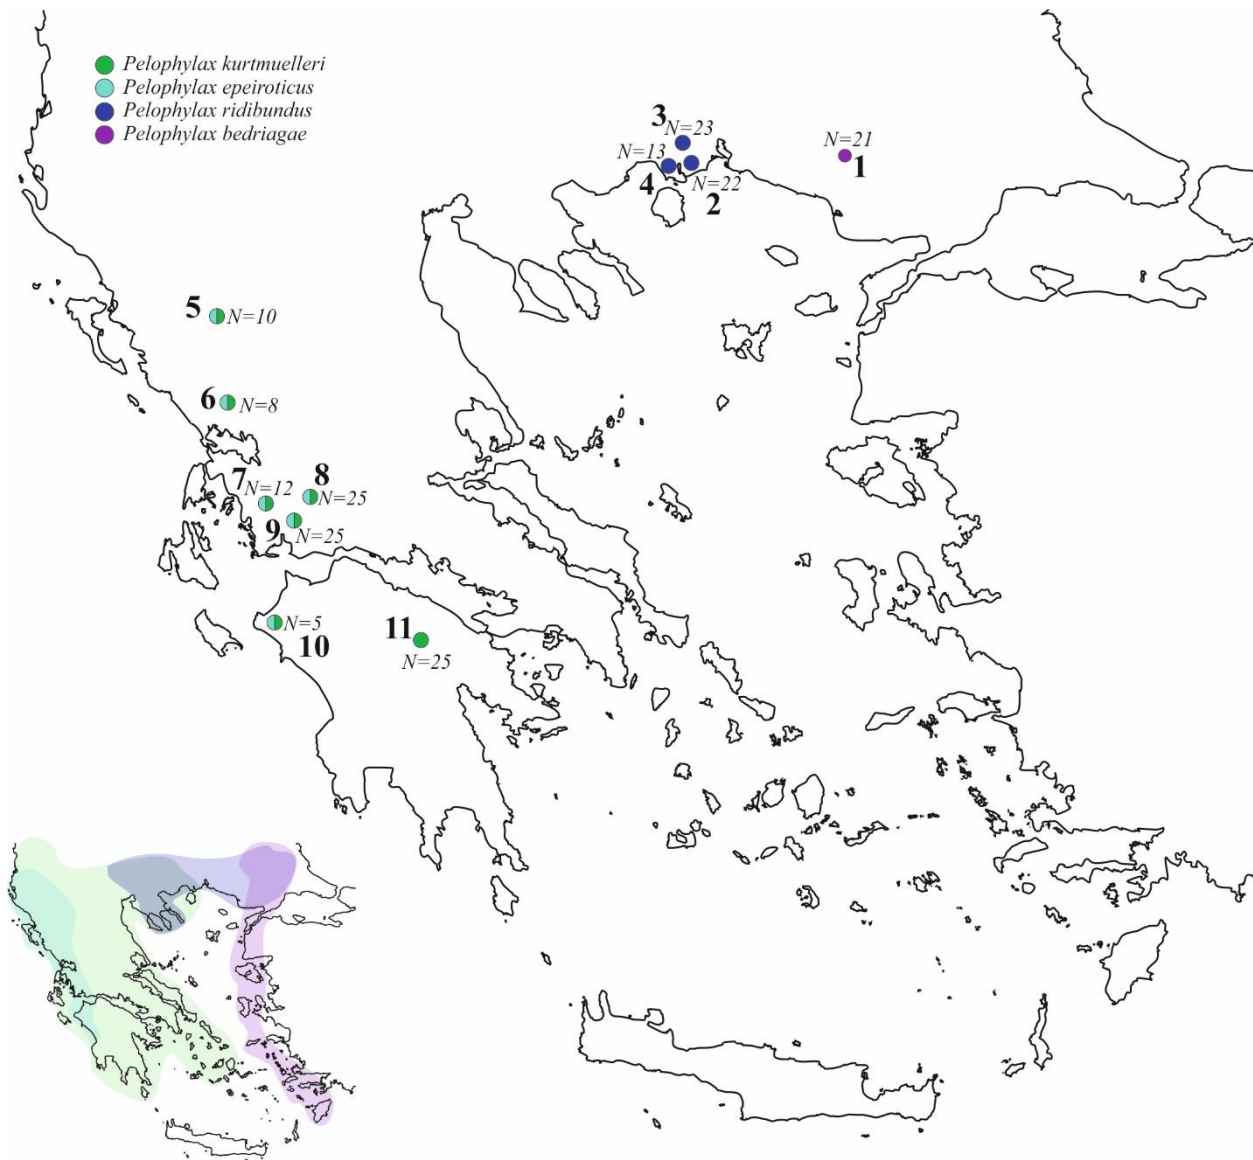 Pelophylax kurtmuelleri
Pelophylax epeiroticus
Pelophylax ridibundus
Pelophylax bedriagae
3
N=23
N=13
4
N=22
2
N=21
1
5
N=10
6
N=8
7
N=12
8
N=25
9
N=25
N=5
10
11
N=25